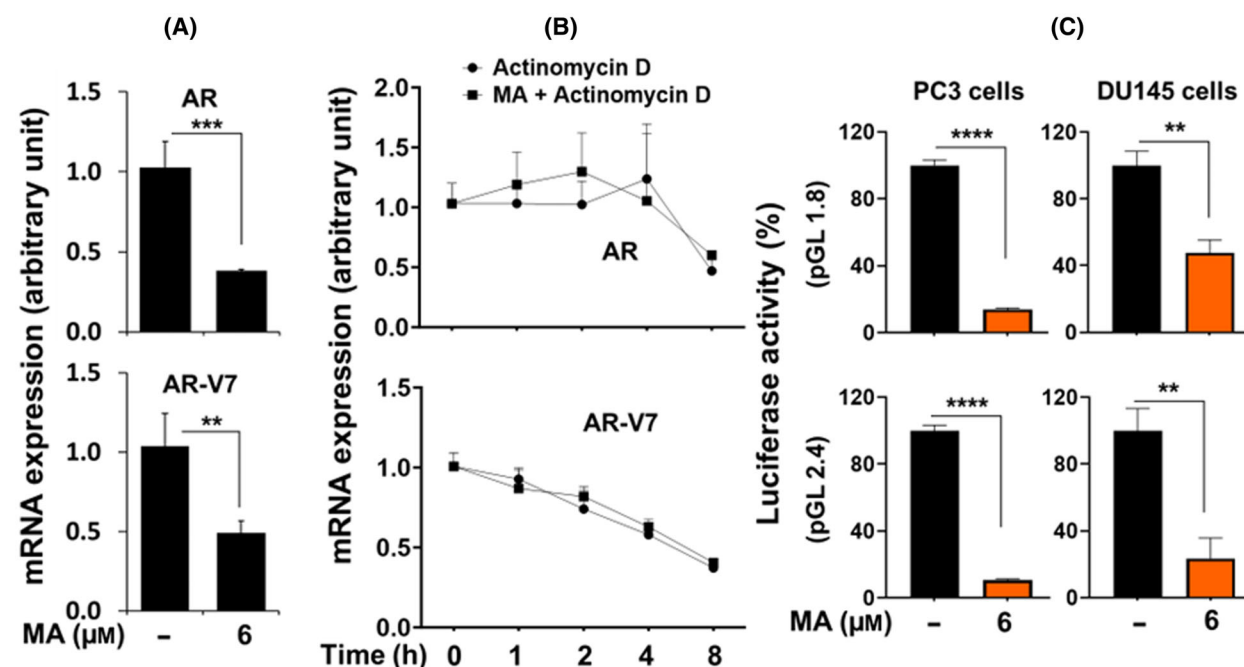 (A)
mRNA expression (arbitrary unit)
1.5
1.0
0.5
0.0
AR
***
1.5
1.0
0.5
0.0
AR-V7
**
MA (µM)
– 6
(B)
mRNA expression (arbitrary unit)
Actinomycin D
MA + Actinomycin D
2.0
1.5
1.0
0.5
0.0
AR
1.5
1.0
0.5
0.0
AR-V7
Time (h) 0 1 2 4 8
(C)
Luciferase activity (%)
PC3 cells
DU145 cells
(pGL 1.8)
120
80
40
0
****
120
80
40
0
**
(pGL 2.4)
120
80
40
0
****
120
80
40
0
**
MA (µM) – 6 – 6